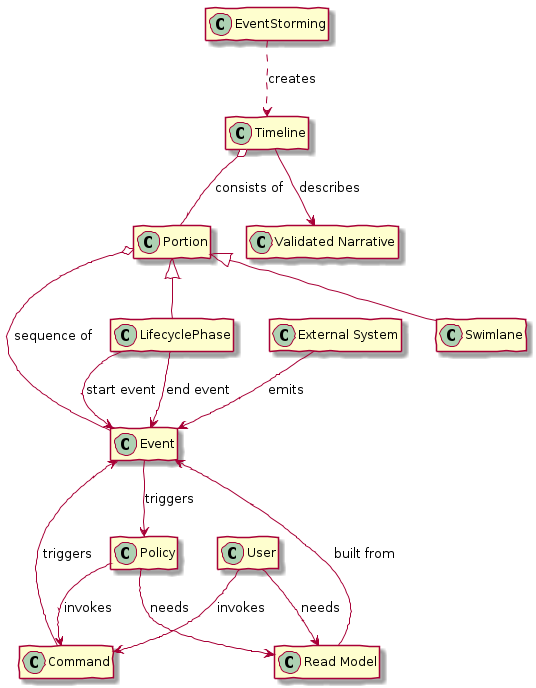 C EventStorming
creates
C Timeline
consists of
describes
C Portion
C Validated Narrative
sequence of
C LifecyclePhase
C External System
C Swimlane
start event
end event
emits
C Event
triggers
triggers
built from
C Policy
C User
invokes
needs
invokes
needs
C Command
C Read Model